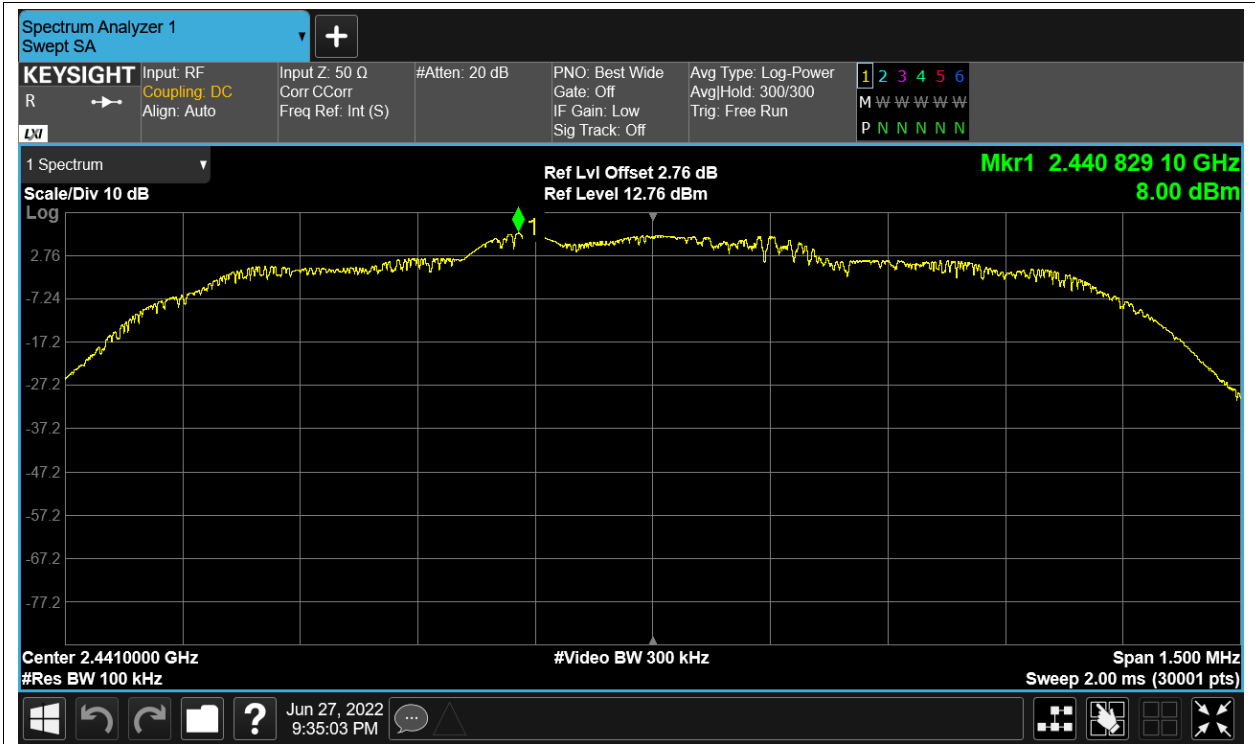 Spectrum Analyzer 1
Swept SA
KEYSIGHT
R
LXI
Input: RF
Coupling: DC
Align: Auto
Input Z: 50 Ω
Corr CCorr
Freq Ref: Int (S)
#Atten: 20 dB
PNO: Best Wide
Gate: Off
IF Gain: Low
Sig Track: Off
Avg Type: Log-Power
Avg|Hold: 300/300
Trig: Free Run
1 2 3 4 5 6
M W W W W W
P N N N N N
1 Spectrum
Scale/Div 10 dB
Log
Ref Lvl Offset 2.76 dB
Ref Level 12.76 dBm
Mkr1 2.440 829 10 GHz
8.00 dBm
1
2.76
-7.24
-17.2
-27.2
-37.2
-47.2
-57.2
-67.2
-77.2
Center 2.4410000 GHz
#Res BW 100 kHz
#Video BW 300 kHz
Span 1.500 MHz
Sweep 2.00 ms (30001 pts)
?
Jun 27, 2022
9:35:03 PM